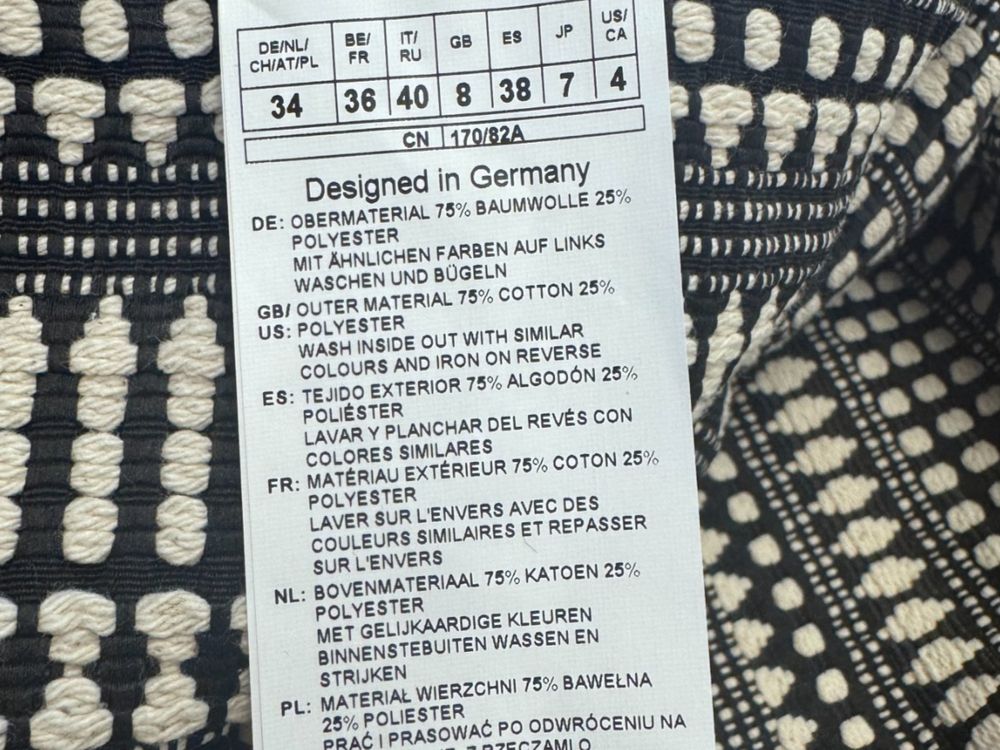 DE/NL/ CH/AT/PL BE/ FR IT/ RU GB ES JP US/ CA
34 36 40 8 38 7 4
CN 170/82A
Designed in Germany
DE: OBERMATERIAL 75% BAUMWOLLE 25%
POLYESTER
MIT ÄHNLICHEN FARBEN AUF LINKS
WASCHEN UND BÜGELN
GB/ OUTER MATERIAL 75% COTTON 25%
US: POLYESTER
WASH INSIDE OUT WITH SIMILAR
COLOURS AND IRON ON REVERSE
ES: TEJIDO EXTERIOR 75% ALGODÓN 25%
POLIÉSTER
LAVAR Y PLANCHAR DEL REVÉS CON
COLORES SIMILARES
FR: MATÉRIAU EXTÉRIEUR 75% COTON 25%
POLYESTER
LAVER SUR L'ENVERS AVEC DES
COULEURS SIMILAIRES ET REPASSER
SUR L'ENVERS
NL: BOVENMATERIAAL 75% KATOEN 25%
POLYESTER
MET GELIJKAARDIGE KLEUREN
BINNENSTEBUITEN WASSEN EN
STRIJKEN
PL: MATERIAŁ WIERZCHNI 75% BAWEŁNA
25% POLIESTER
PRAĆ I PRASOWAĆ PO ODWRÓCENIU NA